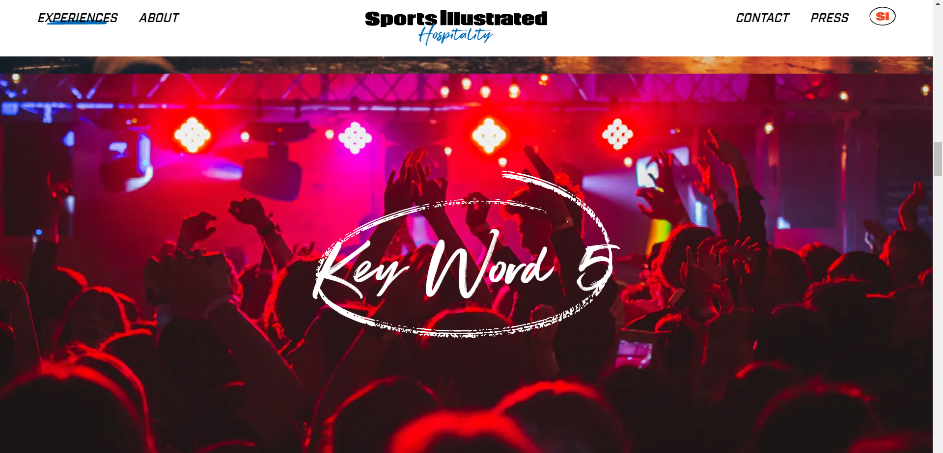 EXPERIENCES ABOUT Sports Illustrated CONTACT PRESS SI
Hospitality
Key Word 5